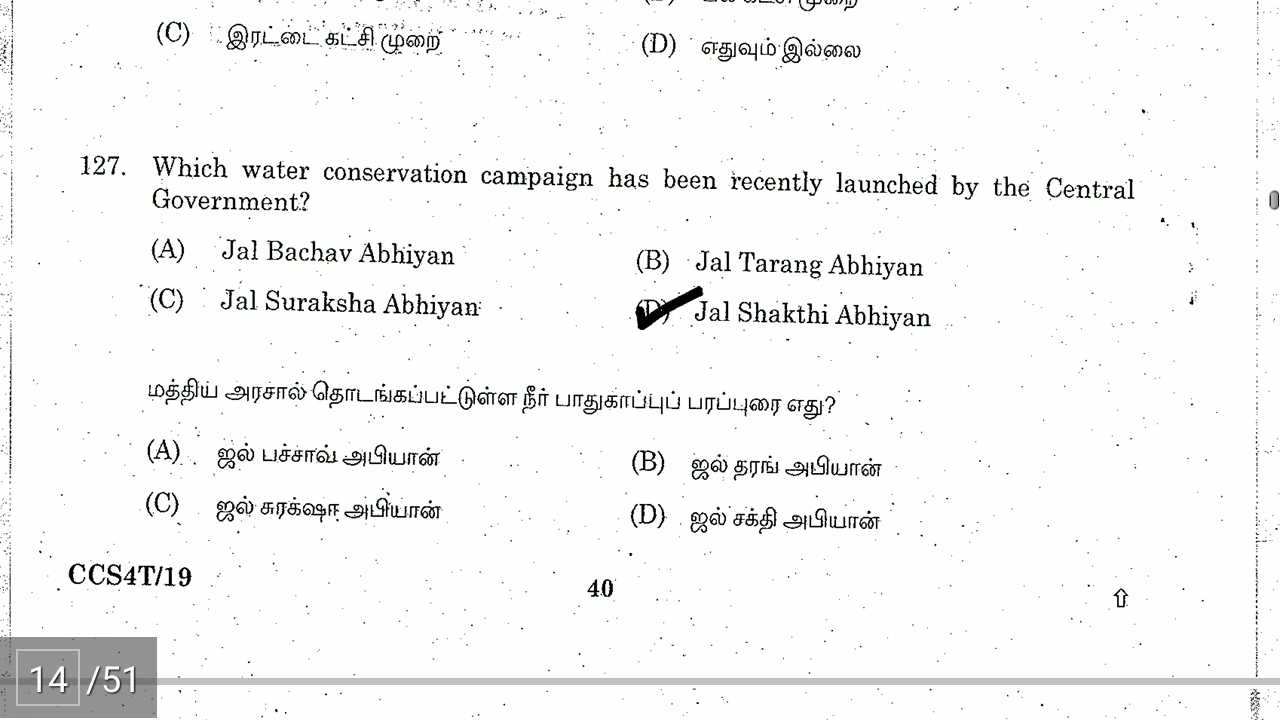 (C) இரட்டை கட்சி முறை (D) எதுவும் இல்லை
127. Which water conservation campaign has been recently launched by the Central
Government?
(A) Jal Bachav Abhiyan (B) Jal Tarang Abhiyan
(C) Jal Suraksha Abhiyan (D) Jal Shakthi Abhiyan
மத்திய அரசால் தொடங்கப்பட்டுள்ள நீர் பாதுகாப்புப் பரப்புரை எது?
(A) ஜல் பச்சாவ் அபியான் (B) ஜல் தரங் அபியான்
(C) ஜல் சுரக்ஷா அபியான் (D) ஜல் சக்தி அபியான்
CCS4T/19 40
14 /51